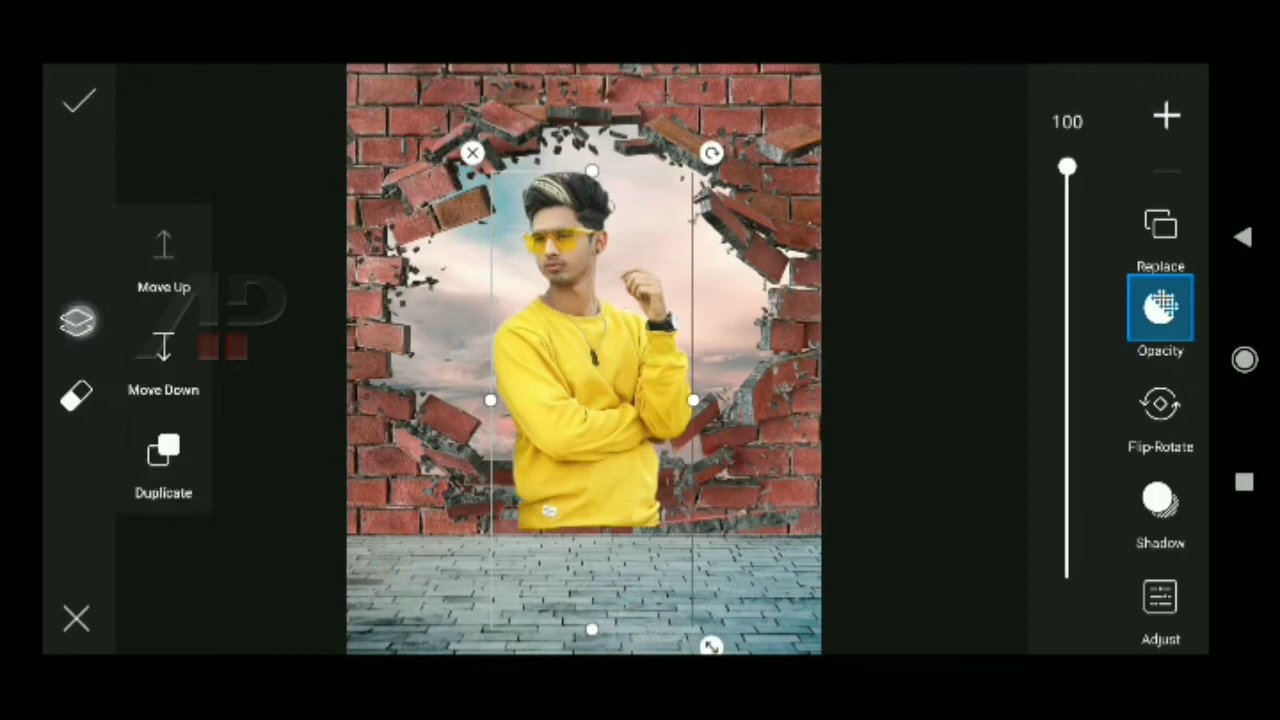 100
Replace
Move Up
Opacity
Move Down
Flip-Rotate
Duplicate
Shadow
Adjust